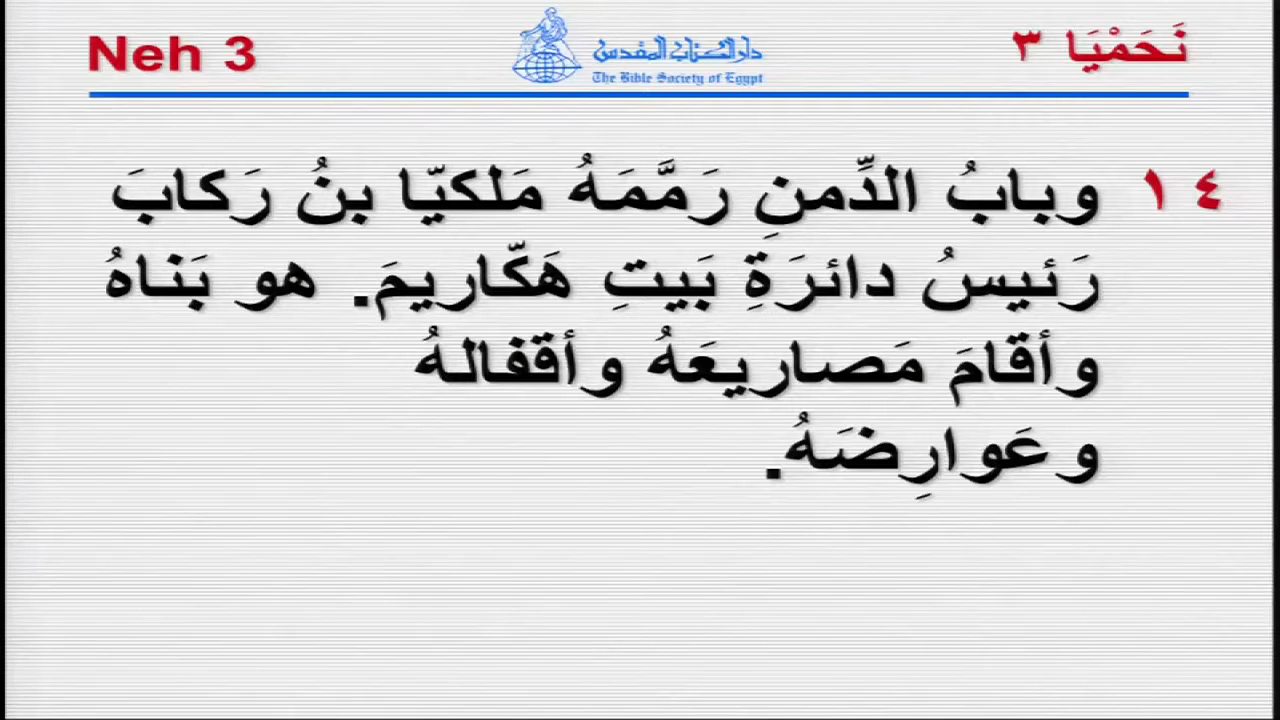 Neh 3
دار الكتاب المقدس
The Bible Society of Egypt
نَحَمْيَا ٣
١٤ وبابُ الدِّمنِ رَمَّمَهُ مَلكيّا بنُ رَكابَ
رَئيسُ دائرَةِ بَيتِ هَكّاريمَ. هو بَناهُ
وأقامَ مَصاريعَهُ وأقفالهُ
وعَوارِضَهُ.